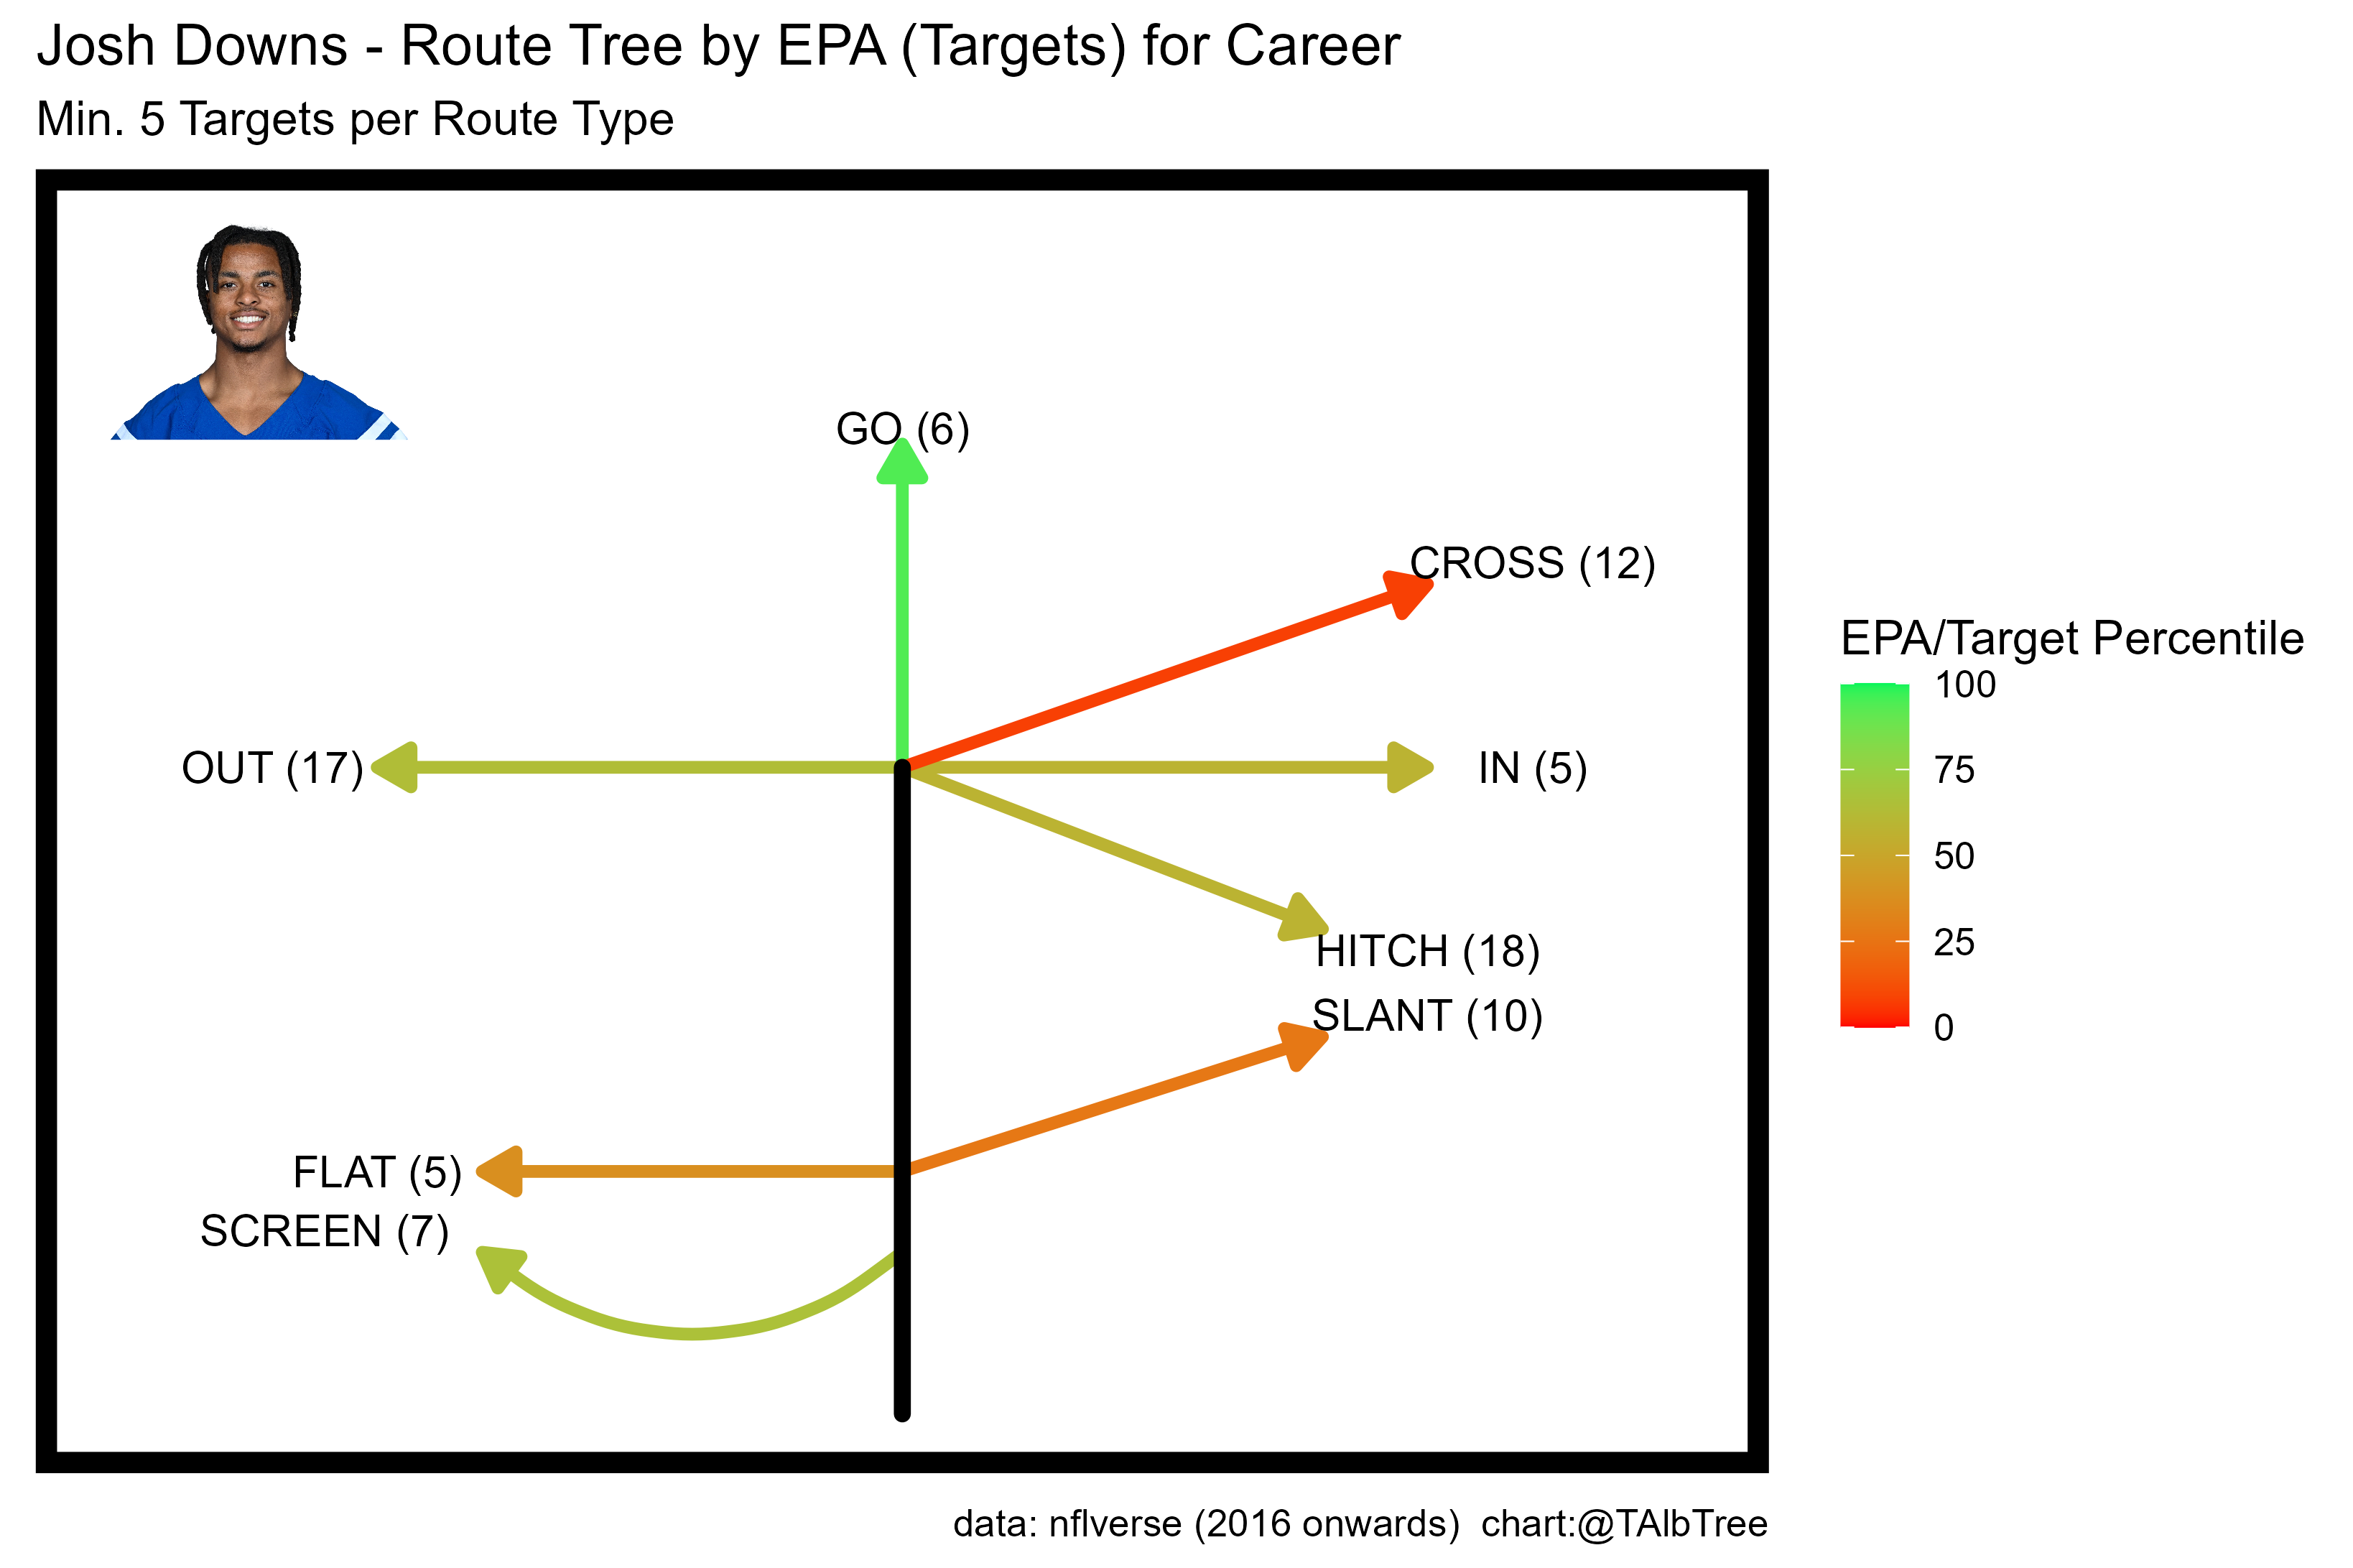 Josh Downs - Route Tree by EPA (Targets) for Career
Min. 5 Targets per Route Type
GO (6)
CROSS (12)
OUT (17)
IN (5)
HITCH (18)
SLANT (10)
FLAT (5)
SCREEN (7)
EPA/Target Percentile
100
75
50
25
0
data: nflverse (2016 onwards)  chart:@TAlbTree